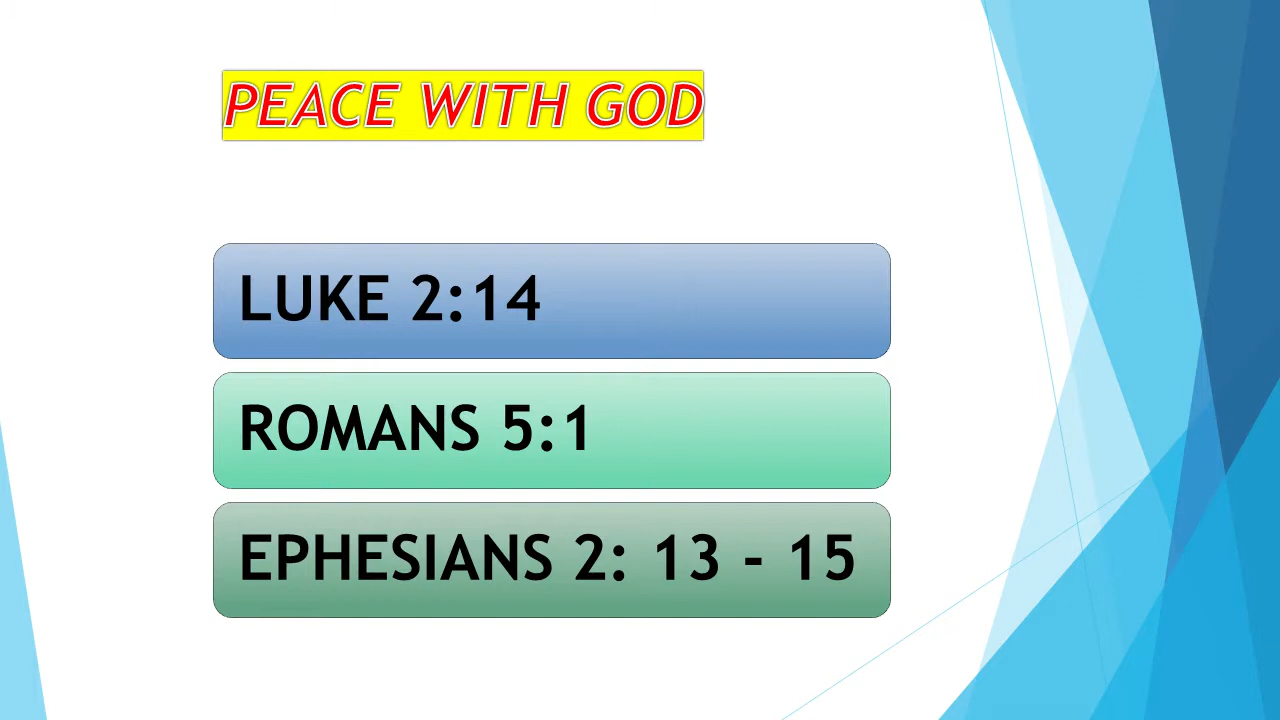 PEACE WITH GOD
LUKE 2:14
ROMANS 5:1
EPHESIANS 2: 13 - 15